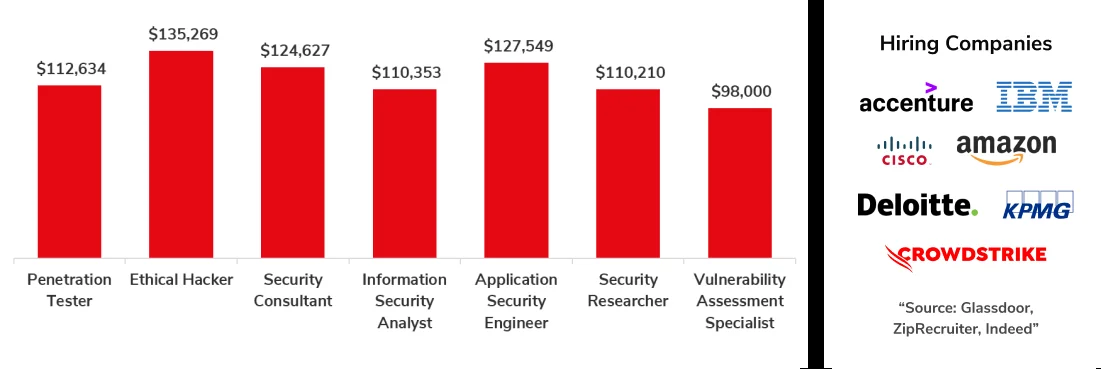 $112,634
$135,269
$124,627
$110,353
$127,549
$110,210
$98,000
Penetration
Tester
Ethical Hacker
Security
Consultant
Information
Security
Analyst
Application
Security
Engineer
Security
Researcher
Vulnerability
Assessment
Specialist
Hiring Companies
accenture
IBM
CISCO
amazon
Deloitte.
KPMG
CROWDSTRIKE
“Source: Glassdoor,
ZipRecruiter, Indeed”